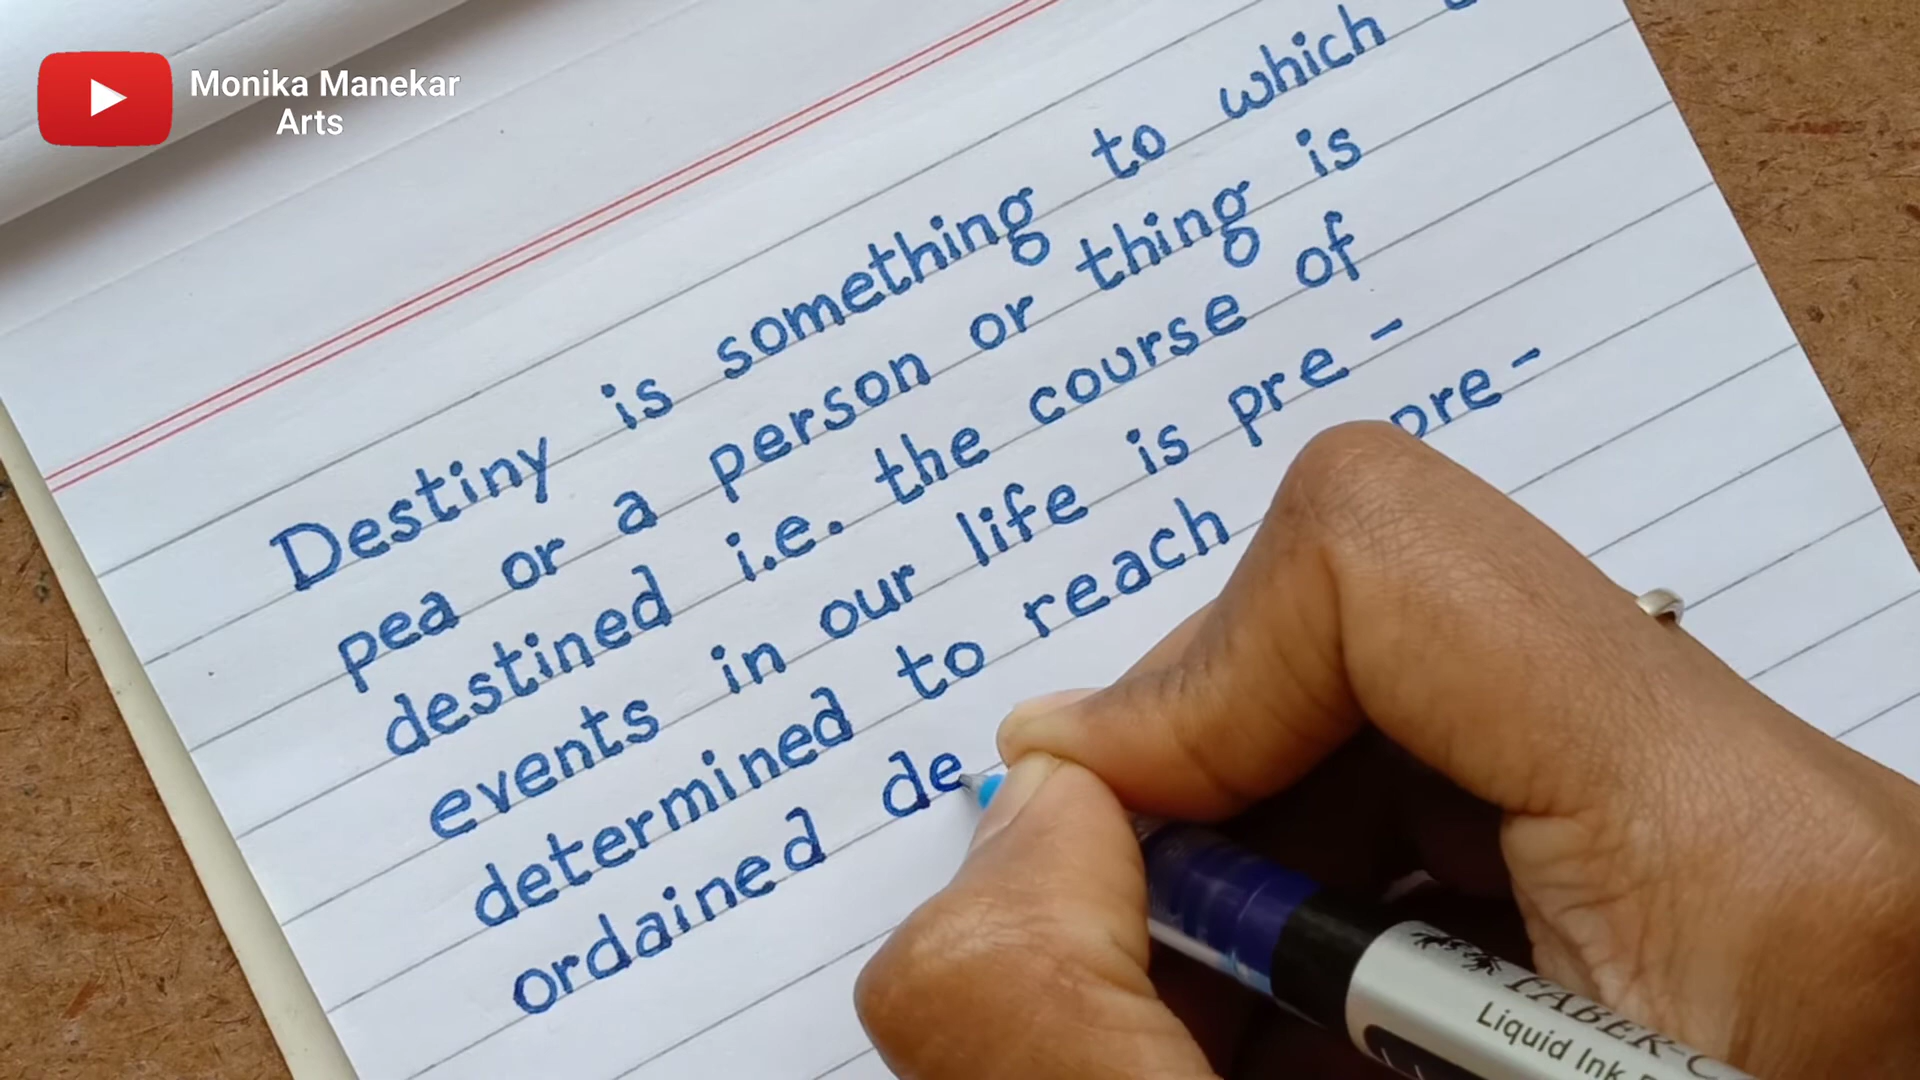 Monika Manekar
Arts
Destiny is something to which
pea or a person or thing is
destined i.e. the course of
events in our life is pre-
determined to reach pre-
ordained de
FABER-C
Liquid Ink